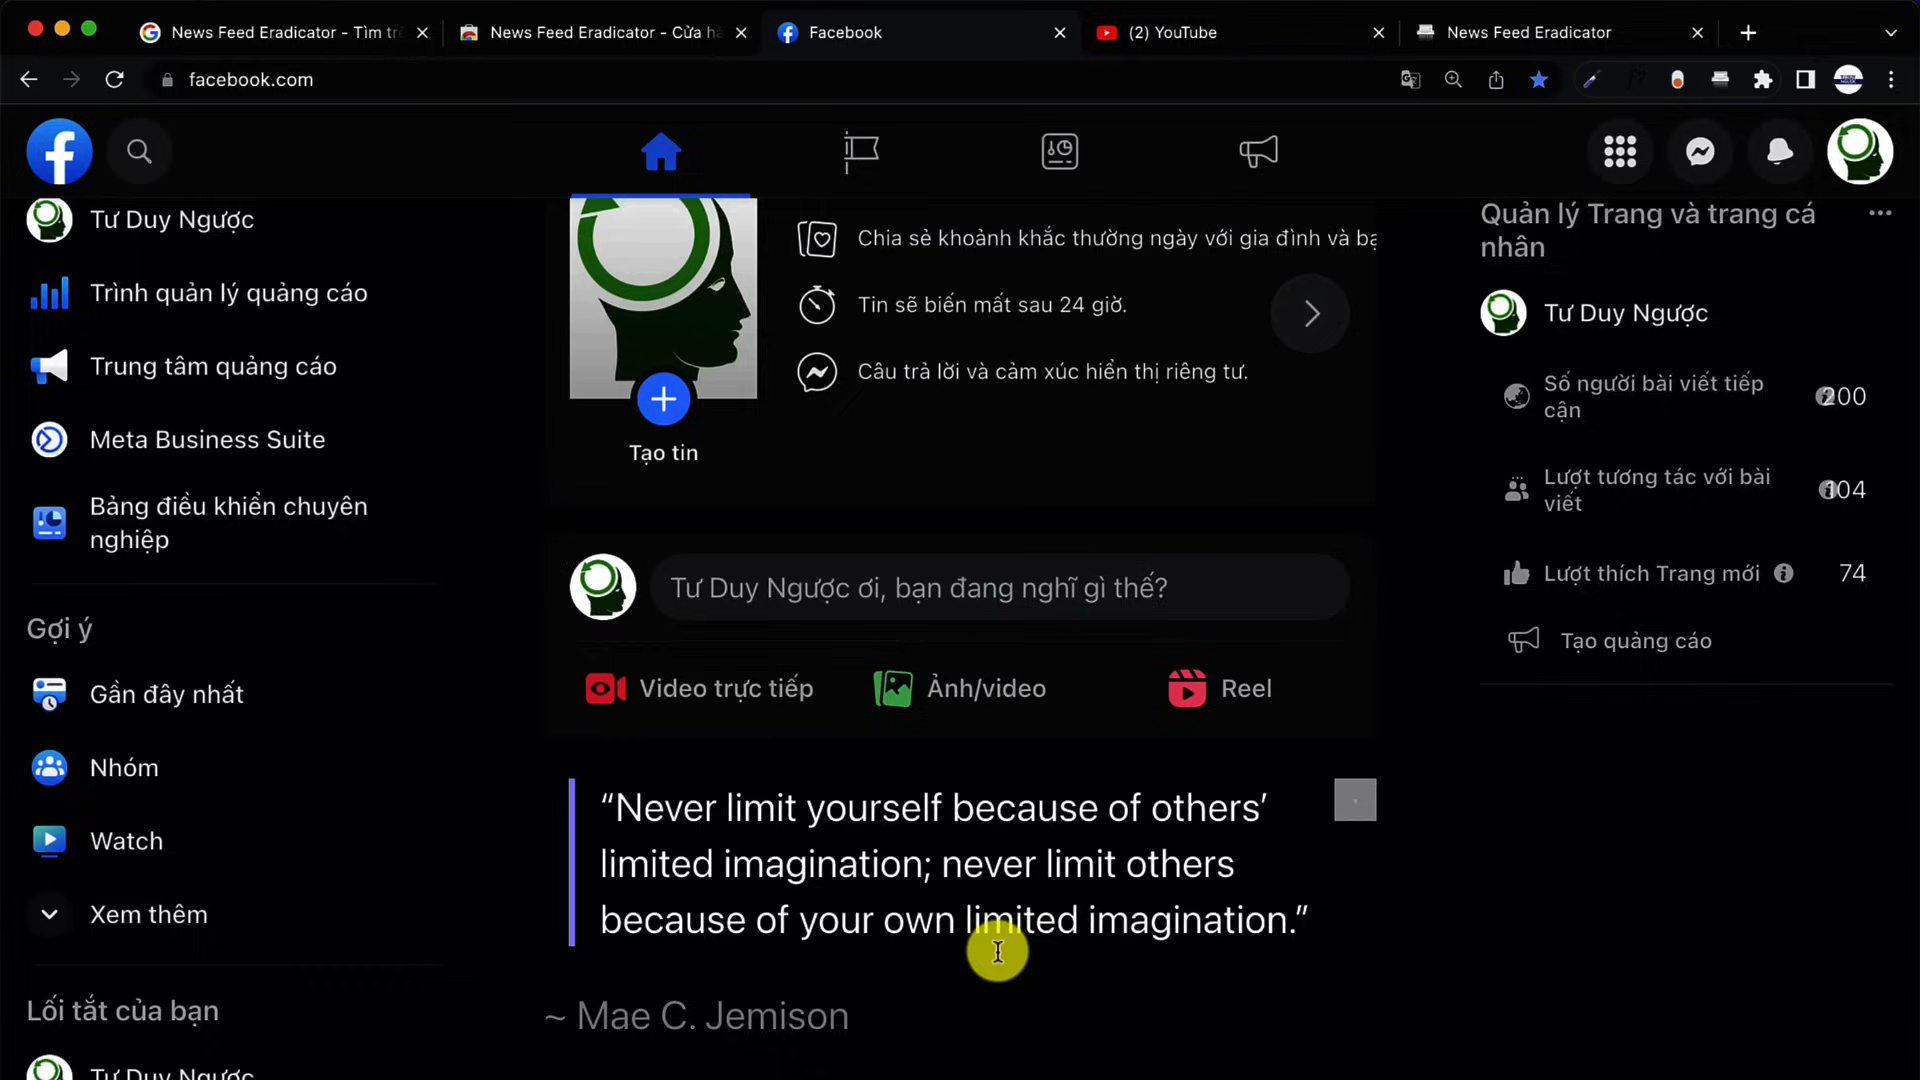 News Feed Eradicator - Tìm tr
News Feed Eradicator - Cửa hà
Facebook
(2) YouTube
News Feed Eradicator
facebook.com
Tư Duy Ngược
Trình quản lý quảng cáo
Trung tâm quảng cáo
Meta Business Suite
Bảng điều khiển chuyên
nghiệp
Gợi ý
Gần đây nhất
Nhóm
Watch
Xem thêm
Lối tắt của bạn
Tư Duy Ngược
Chia sẻ khoảnh khắc thường ngày với gia đình và bạ
Tin sẽ biến mất sau 24 giờ.
Câu trả lời và cảm xúc hiển thị riêng tư.
Tạo tin
Tư Duy Ngược ơi, bạn đang nghĩ gì thế?
Video trực tiếp
Ảnh/video
Reel
“Never limit yourself because of others’
limited imagination; never limit others
because of your own limited imagination.”
~ Mae C. Jemison
Quản lý Trang và trang cá
nhân
Tư Duy Ngược
Số người bài viết tiếp
cận
200
Lượt tương tác với bài
viết
104
Lượt thích Trang mới
74
Tạo quảng cáo